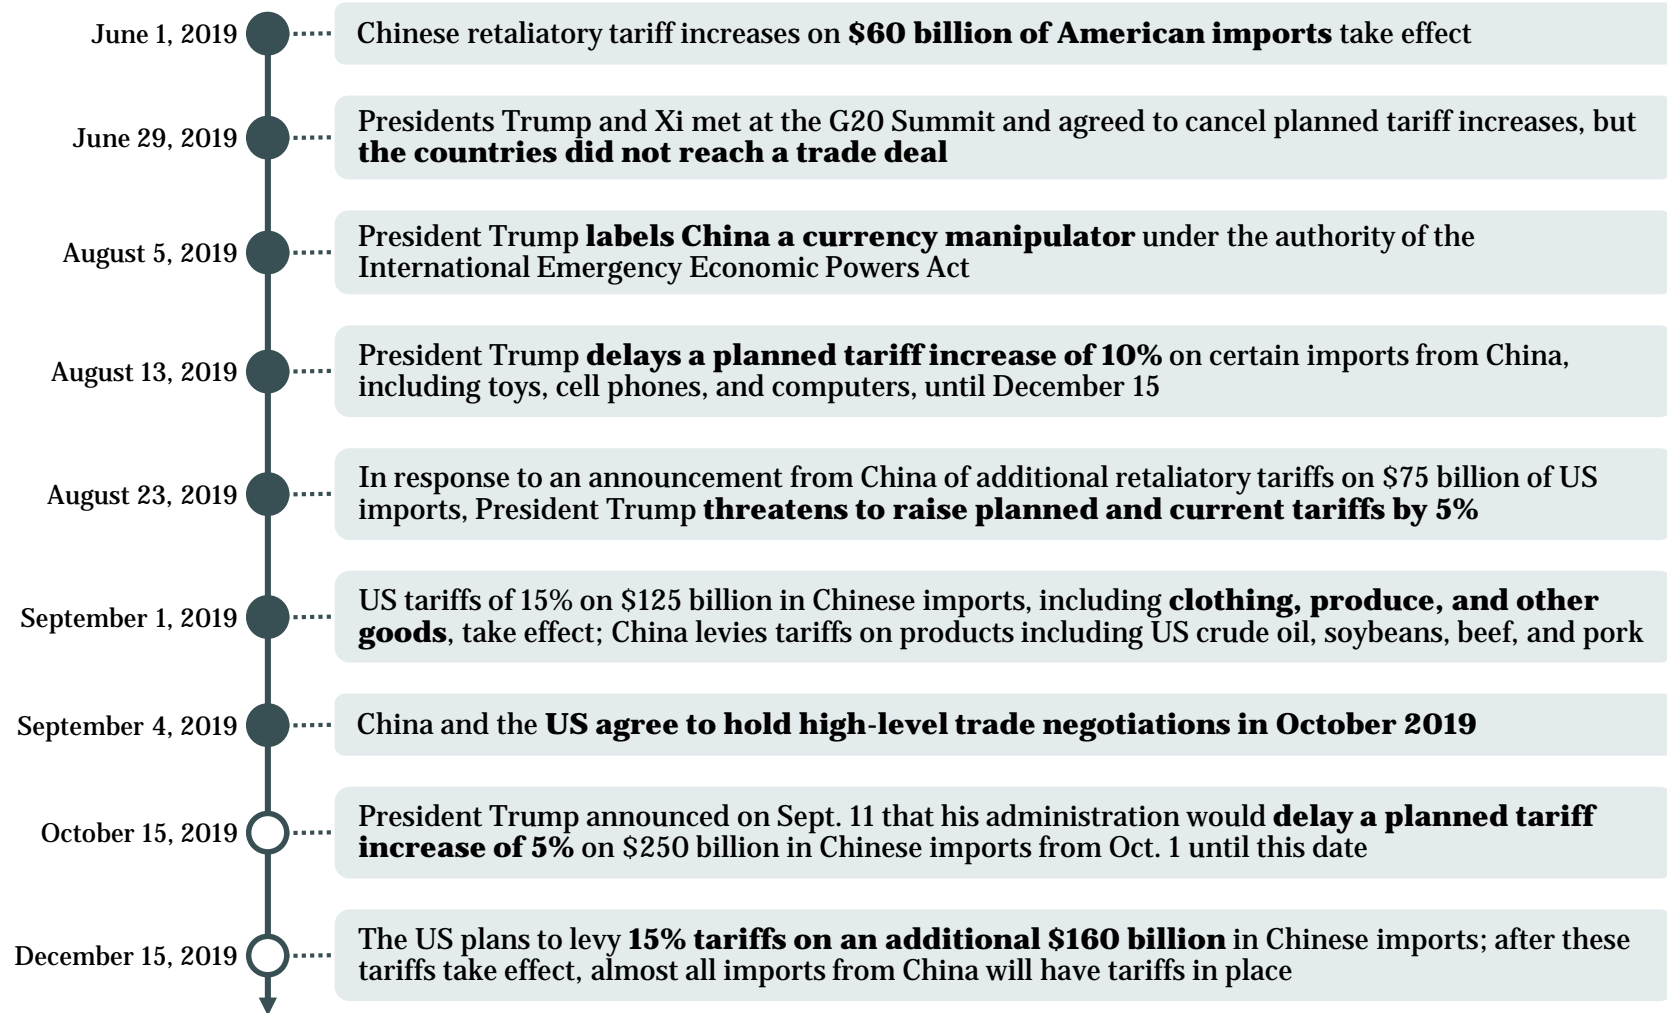 June 1, 2019
Chinese retaliatory tariff increases on $60 billion of American imports take effect
June 29, 2019
Presidents Trump and Xi met at the G20 Summit and agreed to cancel planned tariff increases, but
the countries did not reach a trade deal
August 5, 2019
President Trump labels China a currency manipulator under the authority of the
International Emergency Economic Powers Act
August 13, 2019
President Trump delays a planned tariff increase of 10% on certain imports from China,
including toys, cell phones, and computers, until December 15
August 23, 2019
In response to an announcement from China of additional retaliatory tariffs on $75 billion of US
imports, President Trump threatens to raise planned and current tariffs by 5%
September 1, 2019
US tariffs of 15% on $125 billion in Chinese imports, including clothing, produce, and other
goods, take effect; China levies tariffs on products including US crude oil, soybeans, beef, and pork
September 4, 2019
China and the US agree to hold high-level trade negotiations in October 2019
October 15, 2019
President Trump announced on Sept. 11 that his administration would delay a planned tariff
increase of 5% on $250 billion in Chinese imports from Oct. 1 until this date
December 15, 2019
The US plans to levy 15% tariffs on an additional $160 billion in Chinese imports; after these
tariffs take effect, almost all imports from China will have tariffs in place